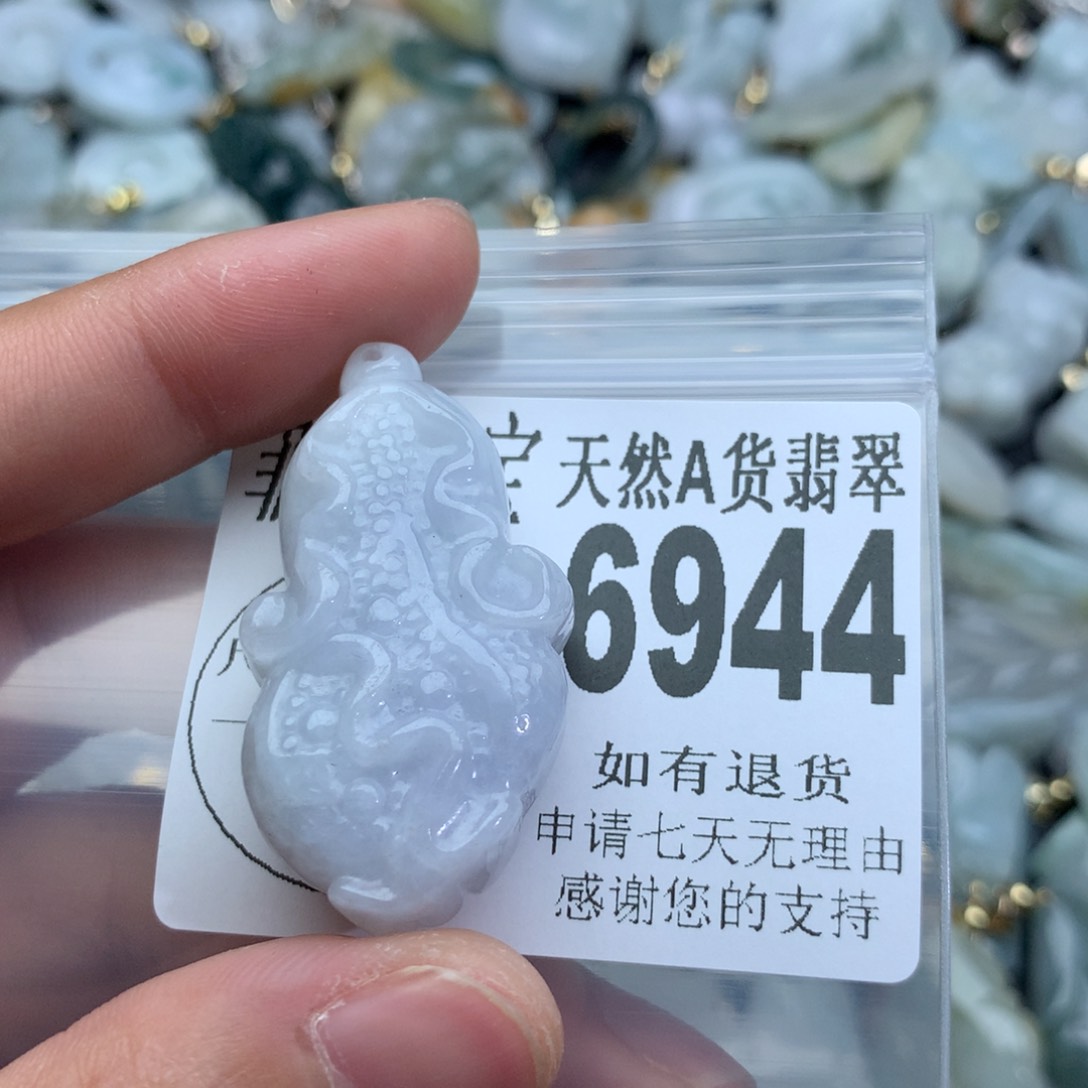 天然A货翡翠
6944
如有退货
申请七天无理由
感谢您的支持